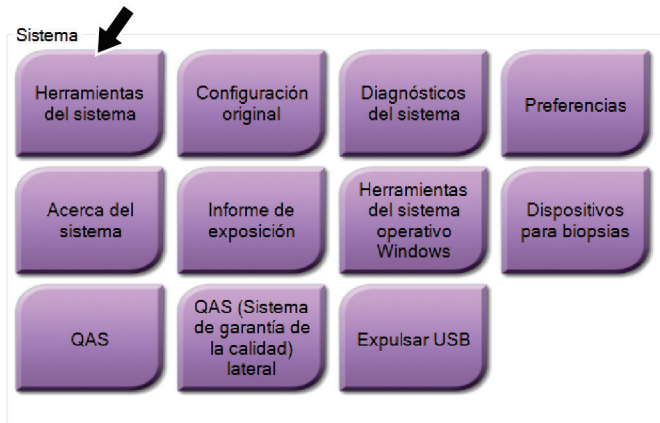 Sistema
Herramientas
del sistema
Configuración
original
Diagnósticos
del sistema
Preferencias
Acerca del
sistema
Informe de
exposición
Herramientas
del sistema
operativo
Windows
Dispositivos
para biopsias
QAS
QAS (Sistema
de garantía de
la calidad)
lateral
Expulsar USB